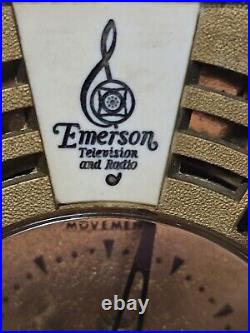 Emerson
Television
and Radio
MOVEMENT